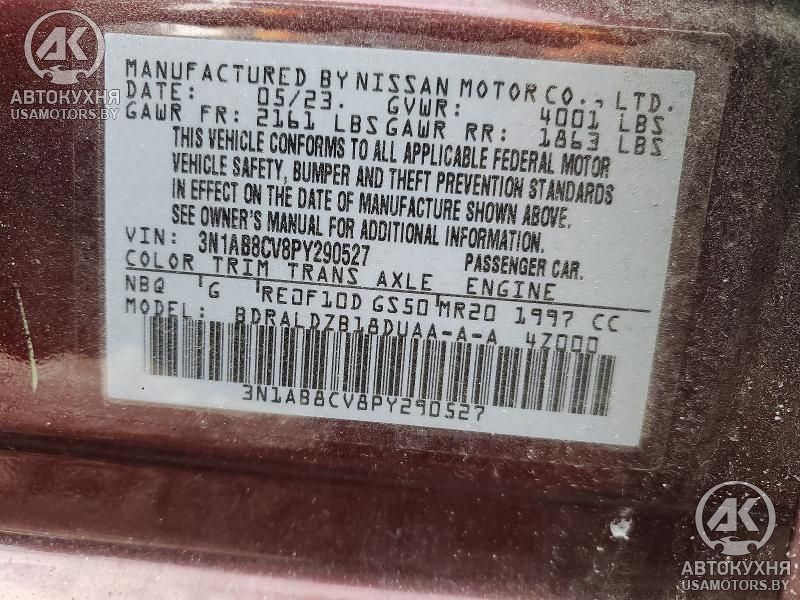 AK
АВТОКУХНЯ
USAMOTORS.BY
MANUFACTURED BY NISSAN MOTOR CO., LTD.
DATE: 05/23. GVWR: 4001 LBS
GAWR FR: 2161 LBS GAWR RR: 1863 LBS
THIS VEHICLE CONFORMS TO ALL APPLICABLE FEDERAL MOTOR
VEHICLE SAFETY, BUMPER AND THEFT PREVENTION STANDARDS
IN EFFECT ON THE DATE OF MANUFACTURE SHOWN ABOVE.
SEE OWNER'S MANUAL FOR ADDITIONAL INFORMATION.
VIN: 3N1AB8CV8PY290527 PASSENGER CAR.
COLOR TRIM TRANS AXLE ENGINE
NBQ G REOF10D GS50 MR20 1997 CC
MODEL: BDRALDZB18DUAA-A-A 4Z000
3N1AB8CV8PY290527
AK
АВТОКУХНЯ
USAMOTORS.BY